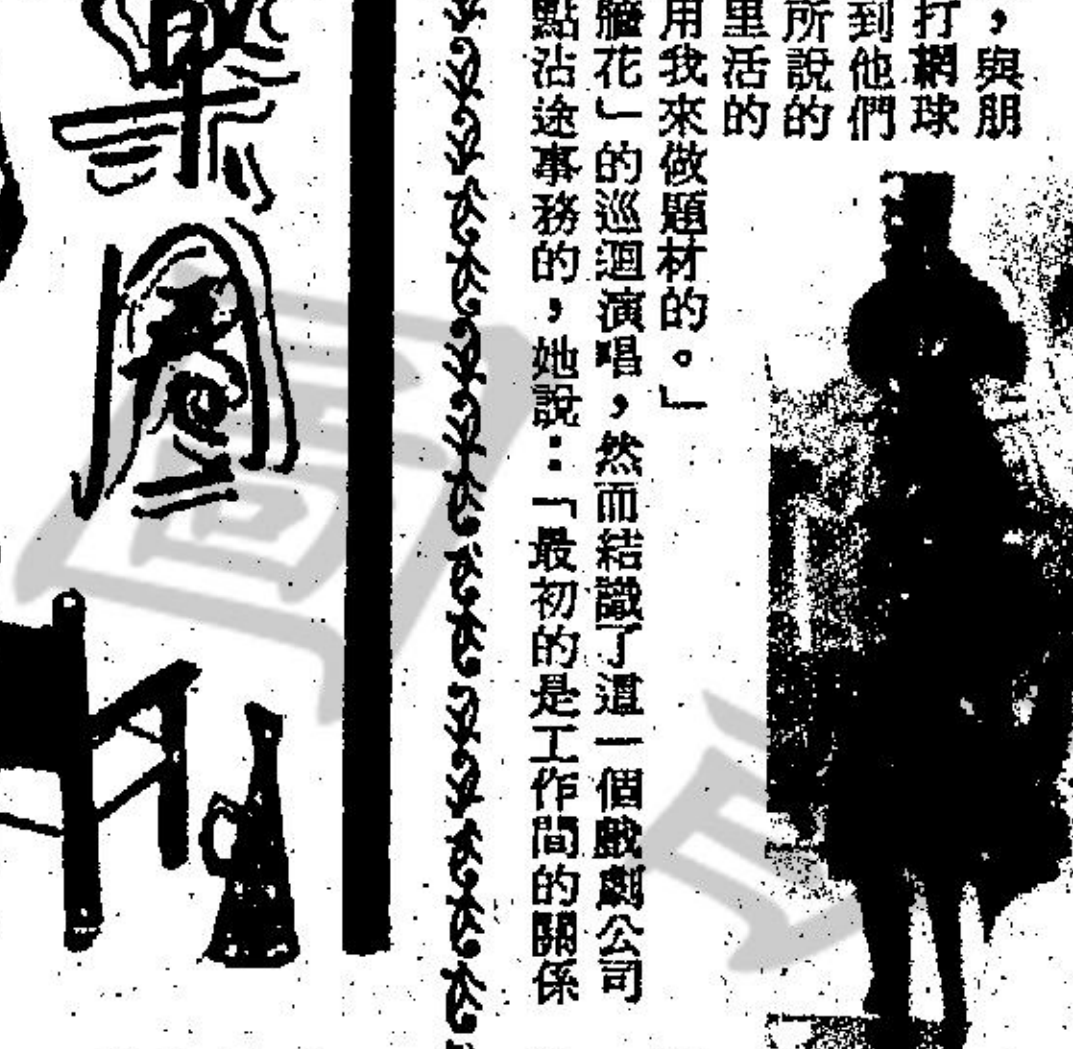 ，與朋
打網球
到他們
所說的
里活的
用我來做題材的。」
膽花」的巡迴演唱，然而結識了這一個戲劇公司
點沾途事務的，她說：「最初的是工作間的關係
樂園